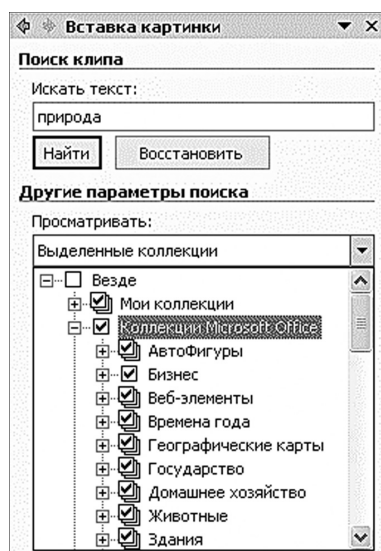 Вставка картинки
Поиск клипа
Искать текст:
природа
Найти Восстановить
Другие параметры поиска
Просматривать:
Выделенные коллекции
Везде
Мои коллекции
Коллекции Microsoft Office
АвтоФигуры
Бизнес
Веб-элементы
Времена года
Географические карты
Государство
Домашнее хозяйство
Животные
Здания